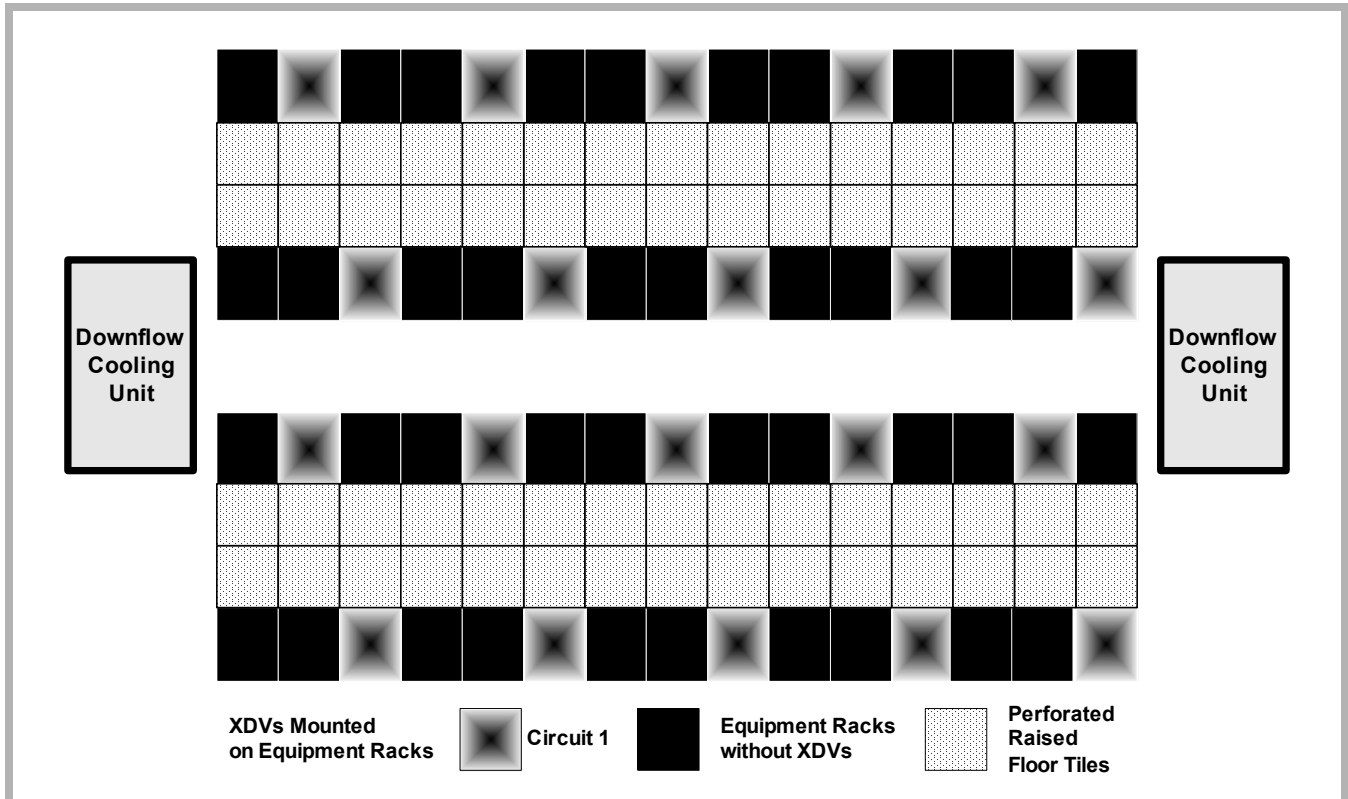 Downflow
Cooling
Unit
Downflow
Cooling
Unit
XDVs Mounted
on Equipment Racks
Circuit 1
Equipment Racks
without XDVs
Perforated
Raised
Floor Tiles